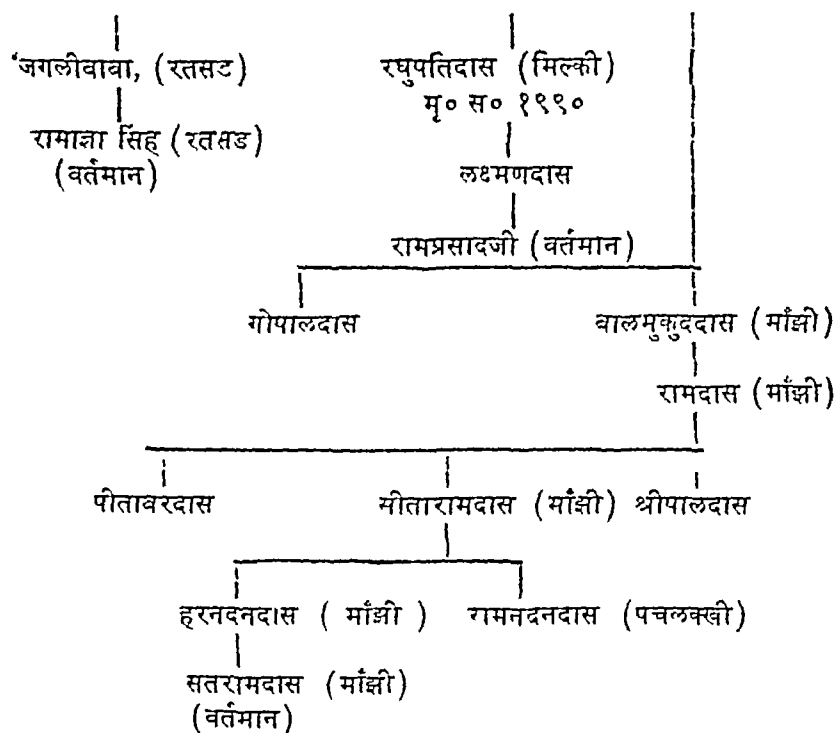 'जगलीवावा, (रतसट) रघुपतिदास (मिल्की)
मृ० स० १९९०
रामाज्ञा सिंह (रतसड)
(वर्तमान) लक्ष्मणदास
रामप्रसादजी (वर्तमान)
गोपालदास वालमुकुददास (माँझी)
रामदास (माँझी)
पीतावरदास सीतारामदास (माँझी) श्रीपालदास
हरनदनदास ( माँझी ) रामनदनदास (पचलक्खी)
सतरामदास (माँझी)
(वर्तमान)